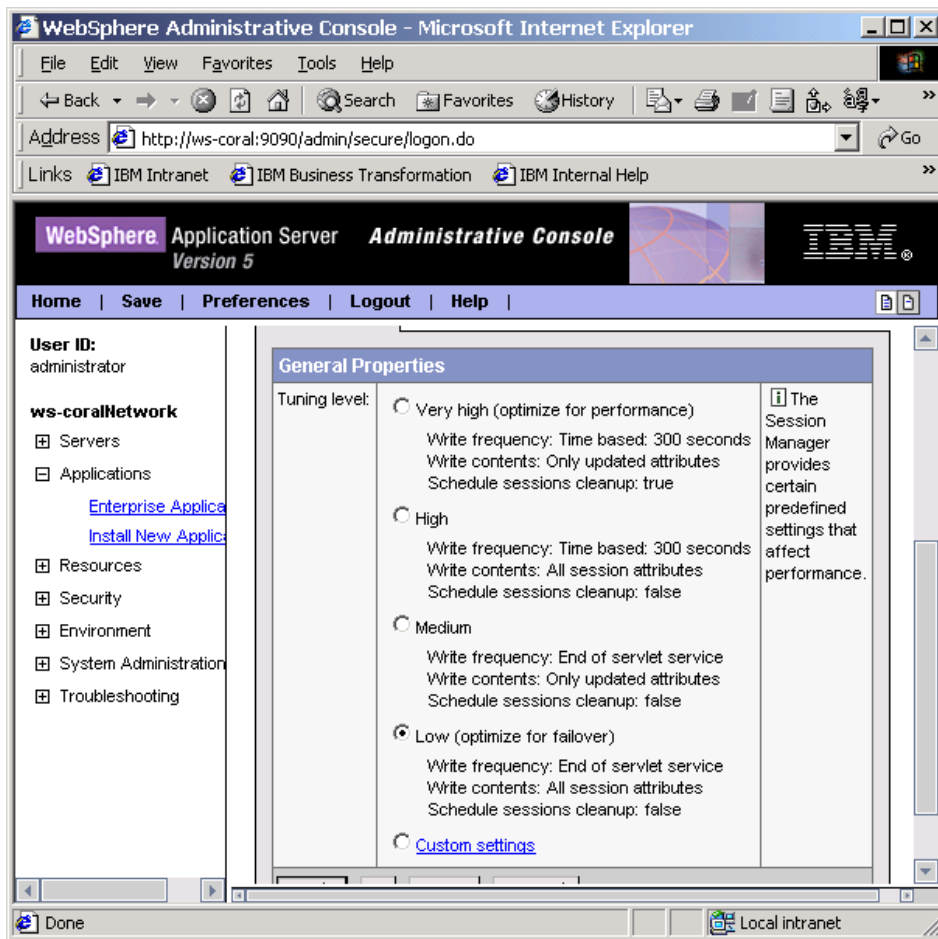 WebSphere Administrative Console - Microsoft Internet Explorer
File Edit View Favorites Tools Help
Back Search Favorites History »
Address http://ws-coral:9090/admin/secure/logon.do Go
Links IBM Intranet IBM Business Transformation IBM Internal Help »
WebSphere. Application Server Administrative Console IBM®
Version 5
Home | Save | Preferences | Logout | Help |
User ID:
administrator
ws-coralNetwork
Servers
Applications
Enterprise Applica
Install New Applic
Resources
Security
Environment
System Administration
Troubleshooting
General Properties
Tuning level:
Very high (optimize for performance)
Write frequency: Time based: 300 seconds
Write contents: Only updated attributes
Schedule sessions cleanup: true
High
Write frequency: Time based: 300 seconds
Write contents: All session attributes
Schedule sessions cleanup: false
Medium
Write frequency: End of servlet service
Write contents: Only updated attributes
Schedule sessions cleanup: false
Low (optimize for failover)
Write frequency: End of servlet service
Write contents: All session attributes
Schedule sessions cleanup: false
Custom settings
i The
Session
Manager
provides
certain
predefined
settings that
affect
performance.
Done Local intranet